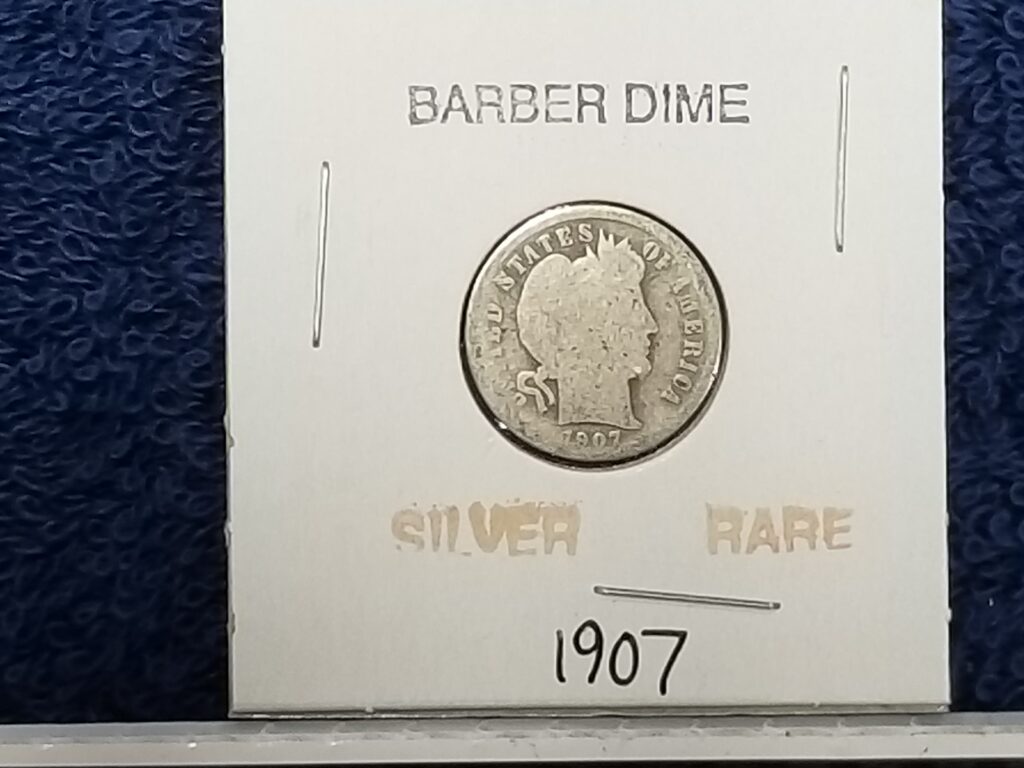 BARBER DIME
STATES OF AMERICA
1907
SILVER RARE
1907